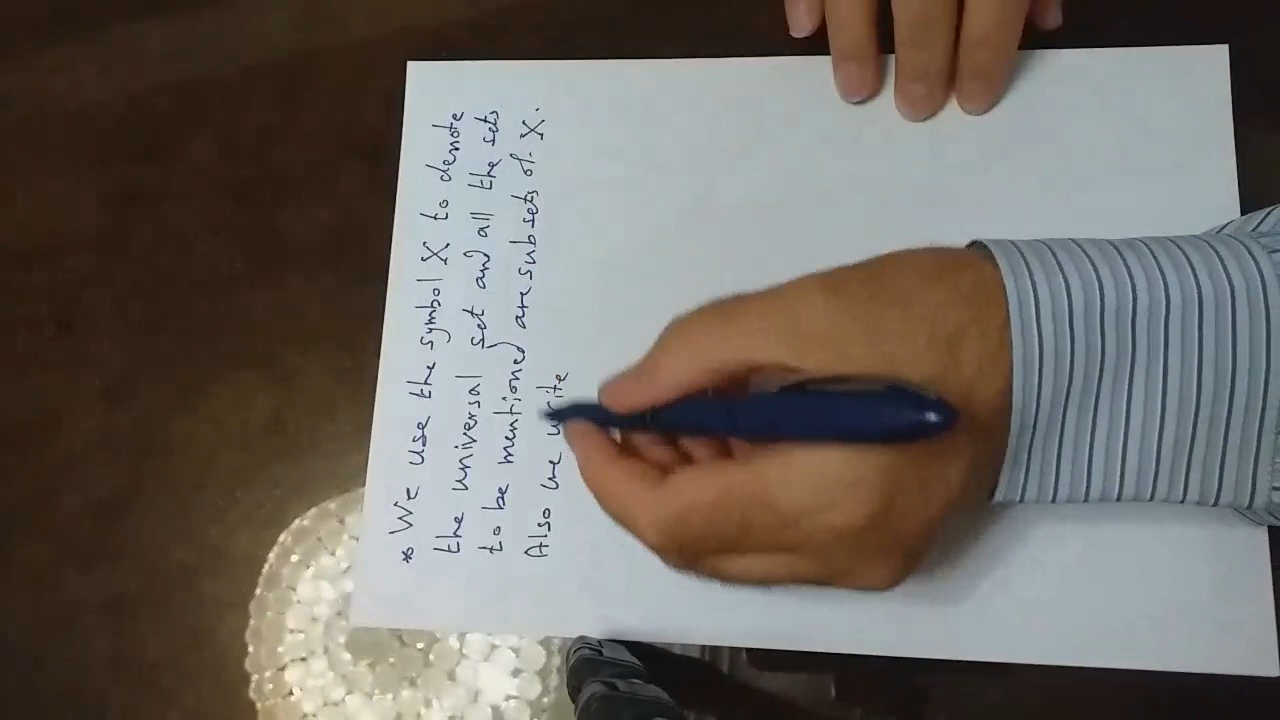 * We use the symbol X to denote
the universal set and all the sets
to be mentioned are subsets of X.
Also we write